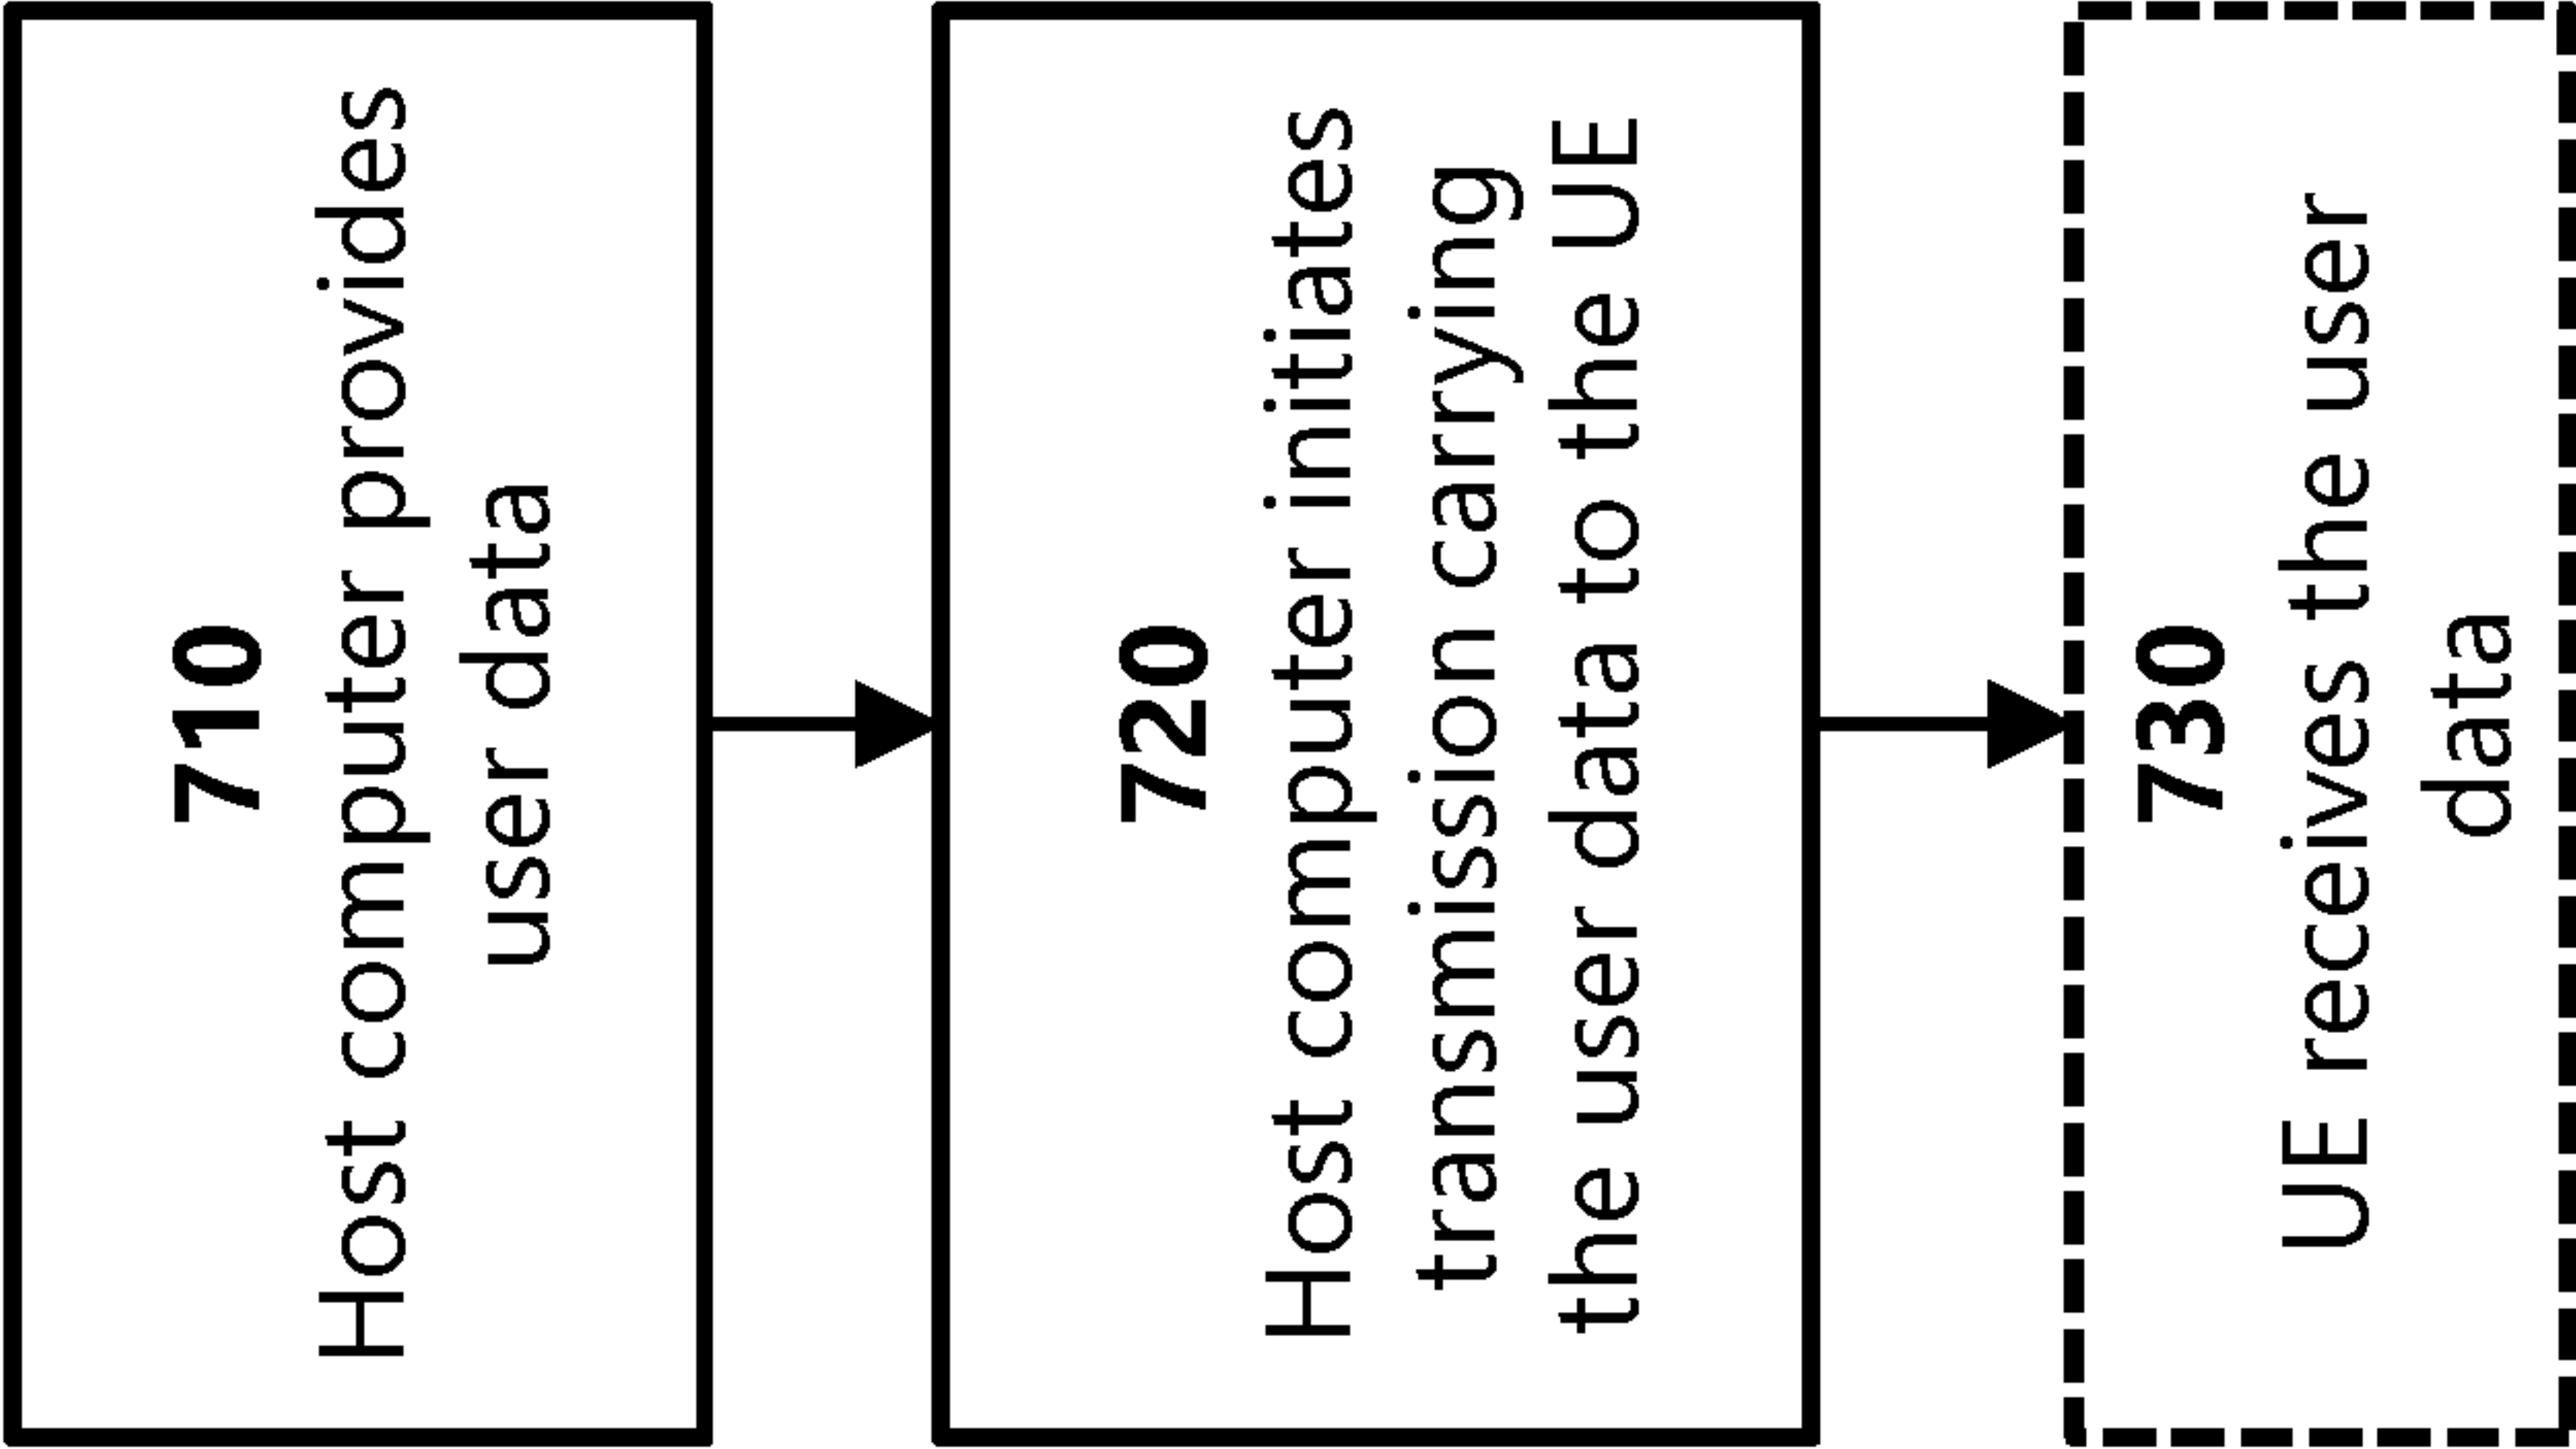 710
Host computer provides
user data
720
Host computer initiates
transmission carrying
the user data to the UE
730
UE receives the user
data